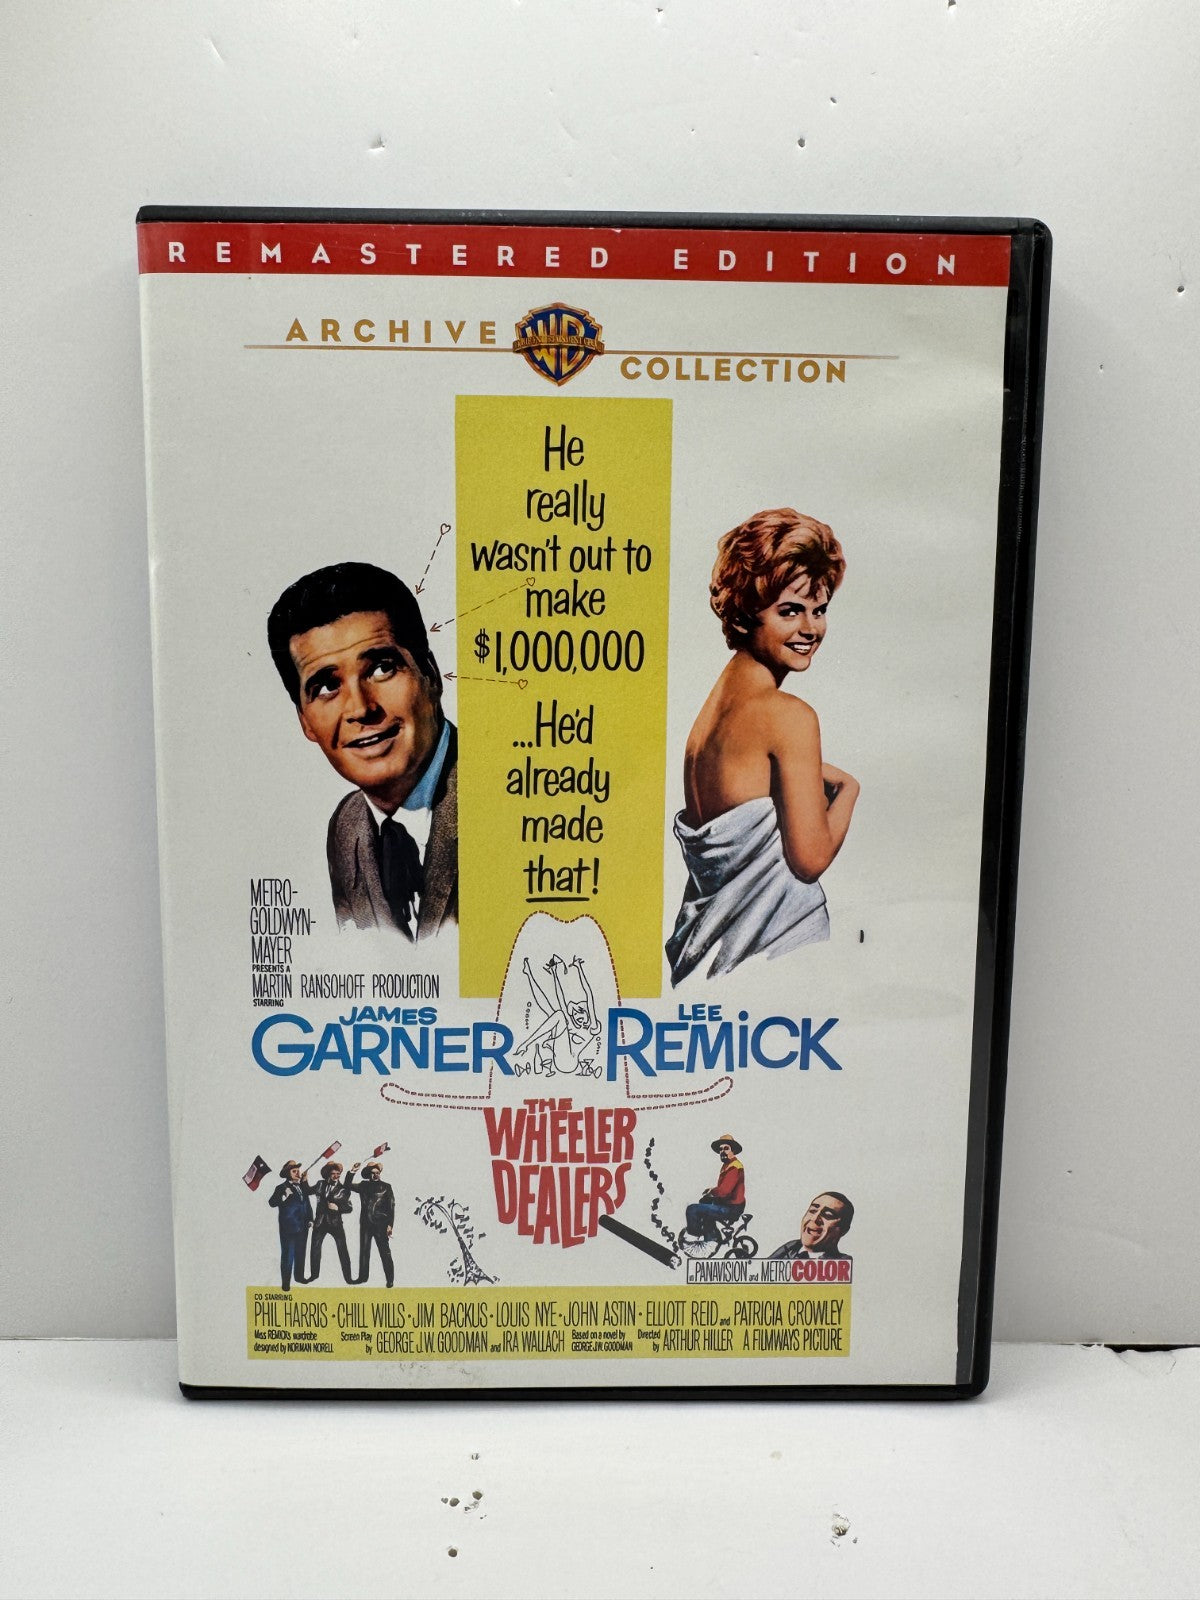 REMASTERED EDITION
ARCHIVE WB COLLECTION
He
really
wasn't out to
make
$1,000,000
...He'd
already
made
that!
METRO-
GOLDWYN-
MAYER
PRESENTS A
MARTIN RANSOHOFF PRODUCTION
STARRING
JAMES
GARNER
LEE
REMICK
THE
WHEELER
DEALERS
in PANAVISION® and METROCOLOR
CO STARRING
PHIL HARRIS · CHILL WILLS · JIM BACKUS · LOUIS NYE · JOHN ASTIN · ELLIOTT REID and PATRICIA CROWLEY
Miss REMICK's wardrobe
designed by NORMAN NORELL
Screen Play
by GEORGE J.W. GOODMAN and IRA WALLACH
Based on a novel by
GEORGE J.W. GOODMAN
Directed
by ARTHUR HILLER
A FILMWAYS PICTURE